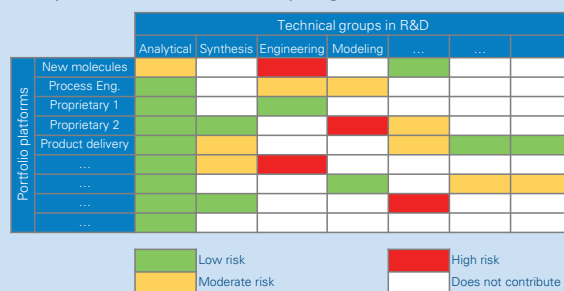 Technical groups in R&D
Analytical Synthesis Engineering Modeling ... ...
Portfolio platforms
New molecules
Process Eng.
Proprietary 1
Proprietary 2
Product delivery
...
...
...
...
Low risk High risk
Moderate risk Does not contribute